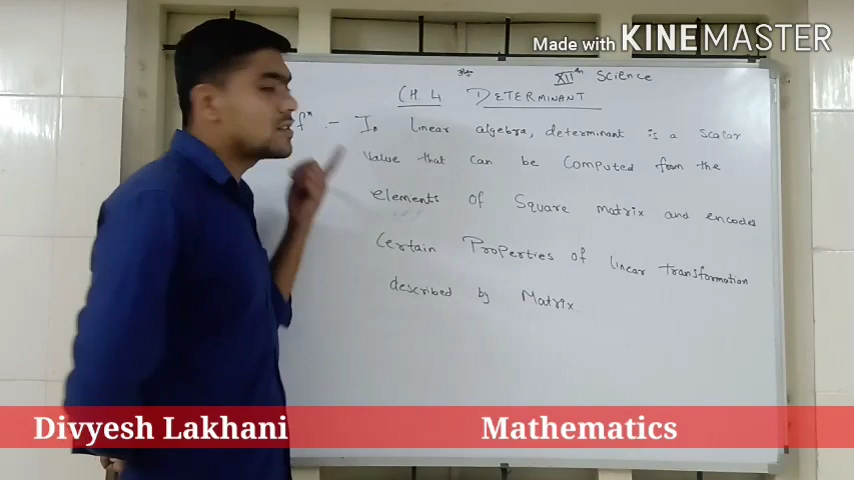 Made with KINEMASTER
XIIth Science
CH. 4 DETERMINANT
fn :- In linear algebra, determinant is a scalar
Value that can be Computed from the
elements of Square matrix and encodes
Certain Properties of linear transformation
described by Matrix
Divyesh Lakhani Mathematics